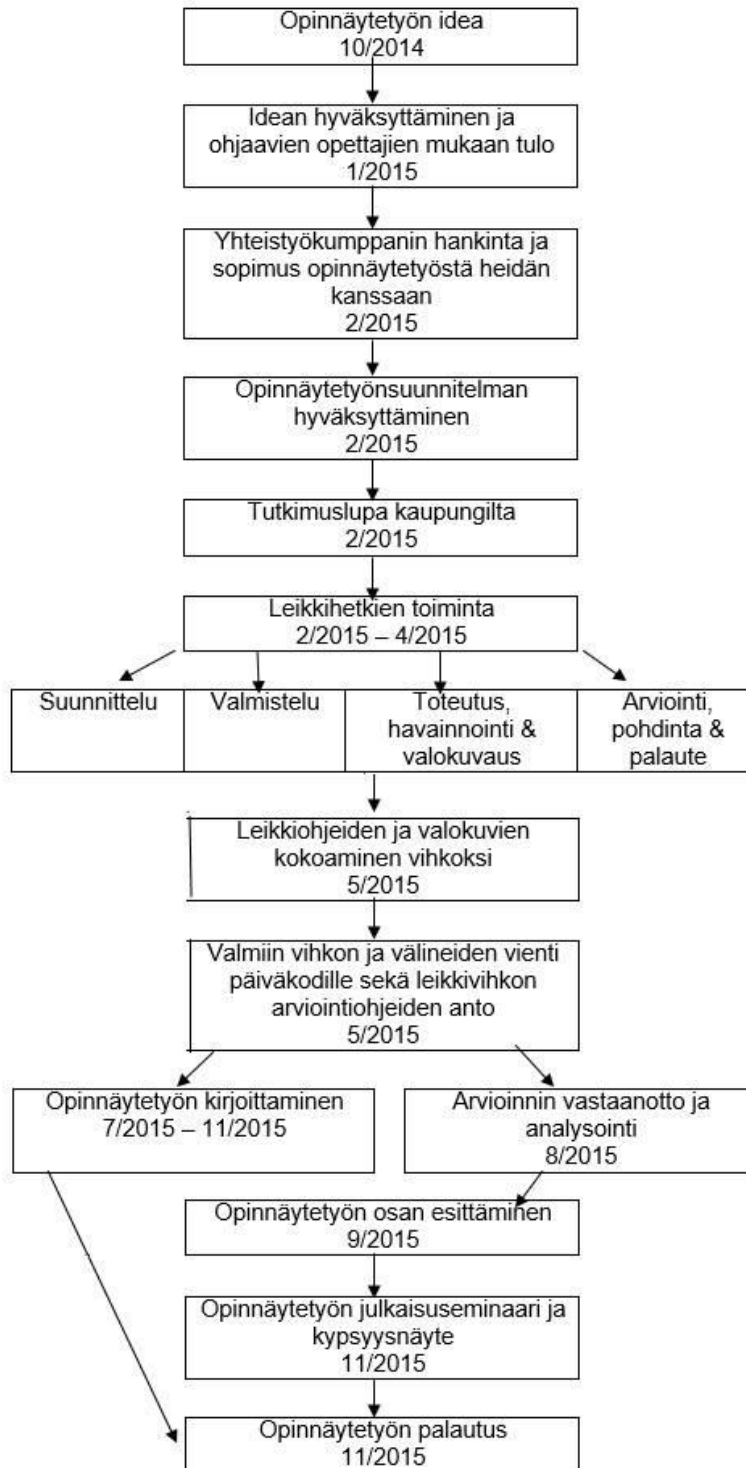 Opinnäytetyön idea
10/2014
Idean hyväksyttäminen ja
ohjaavien opettajien mukaan tulo
1/2015
Yhteistyökumppanin hankinta ja
sopimus opinnäytetyöstä heidän
kanssaan
2/2015
Opinnäytetyönsuunnitelman
hyväksyttäminen
2/2015
Tutkimuslupa kaupungilta
2/2015
Leikkihetkien toiminta
2/2015 – 4/2015
Suunnittelu
Valmistelu
Toteutus,
havainnointi &
valokuvaus
Arviointi,
pohdinta &
palaute
Leikkiohjeiden ja valokuvien
kokoaminen vihkoksi
5/2015
Valmiin vihkon ja välineiden vienti
päiväkodille sekä leikkivihkon
arviointiohjeiden anto
5/2015
Opinnäytetyön kirjoittaminen
7/2015 – 11/2015
Arvioinnin vastaanotto ja
analysointi
8/2015
Opinnäytetyön osan esittäminen
9/2015
Opinnäytetyön julkaisuseminaari ja
kypsyysnäyte
11/2015
Opinnäytetyön palautus
11/2015